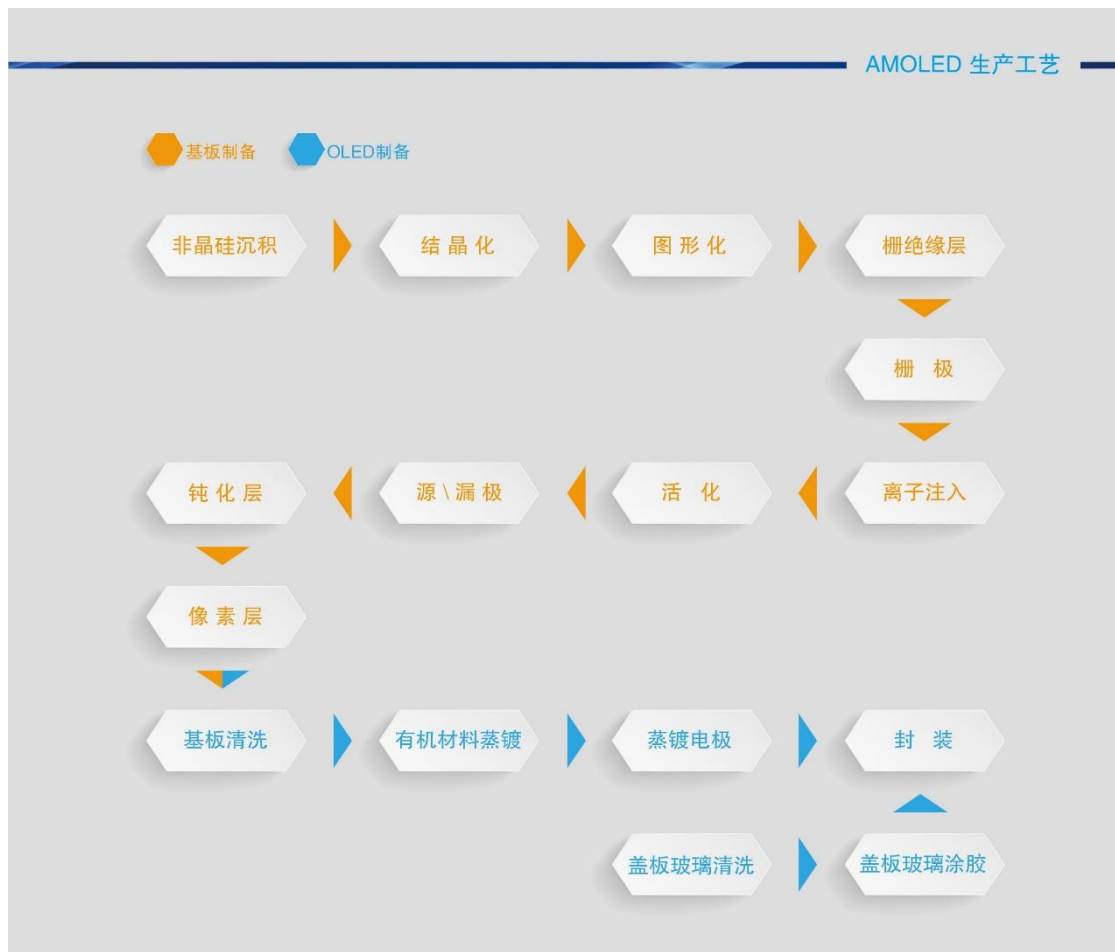 AMOLED 生产工艺
基板制备
OLED制备
非晶硅沉积
结晶化
图形化
栅绝缘层
栅 极
钝化层
源\漏极
活 化
离子注入
像素层
基板清洗
有机材料蒸镀
蒸镀电极
封 装
盖板玻璃清洗
盖板玻璃涂胶